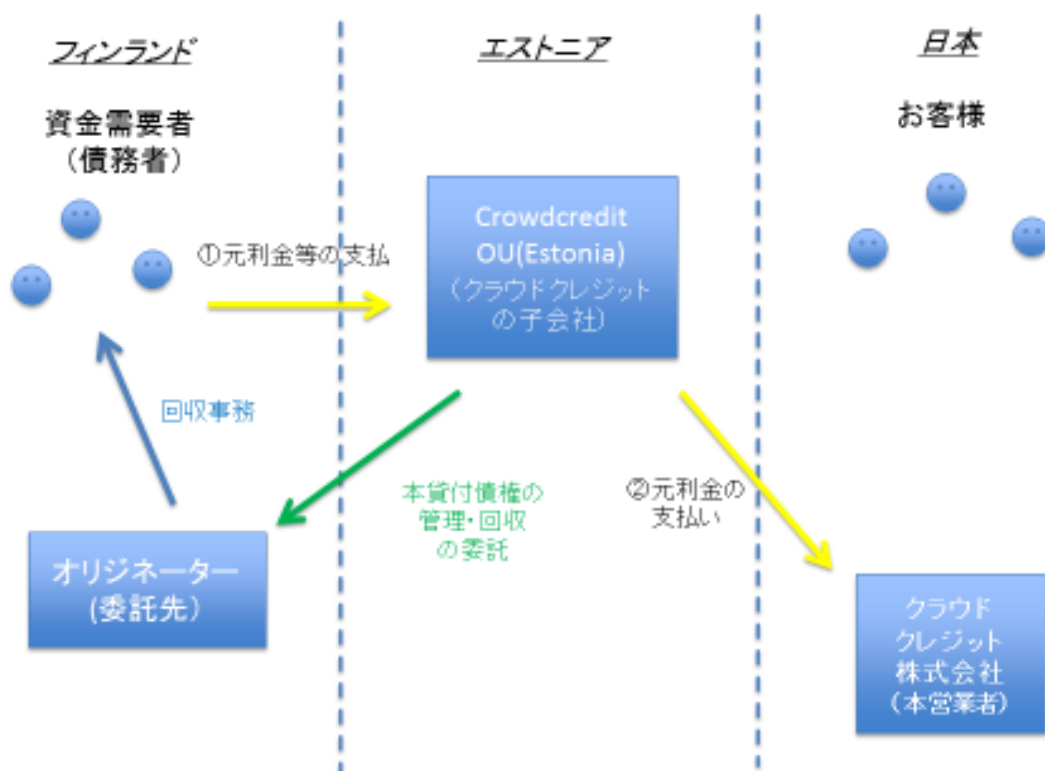 フィンランド
エストニア
日本
資金需要者
（債務者）
お客様
①元利金等の支払
Crowdcredit
OU(Estonia)
（クラウドクレジット
の子会社）
回収事務
本貸付債権の
管理・回収
の委託
②元利金の
支払い
オリジネーター
(委託先）
クラウド
クレジット
株式会社
（本営業者）